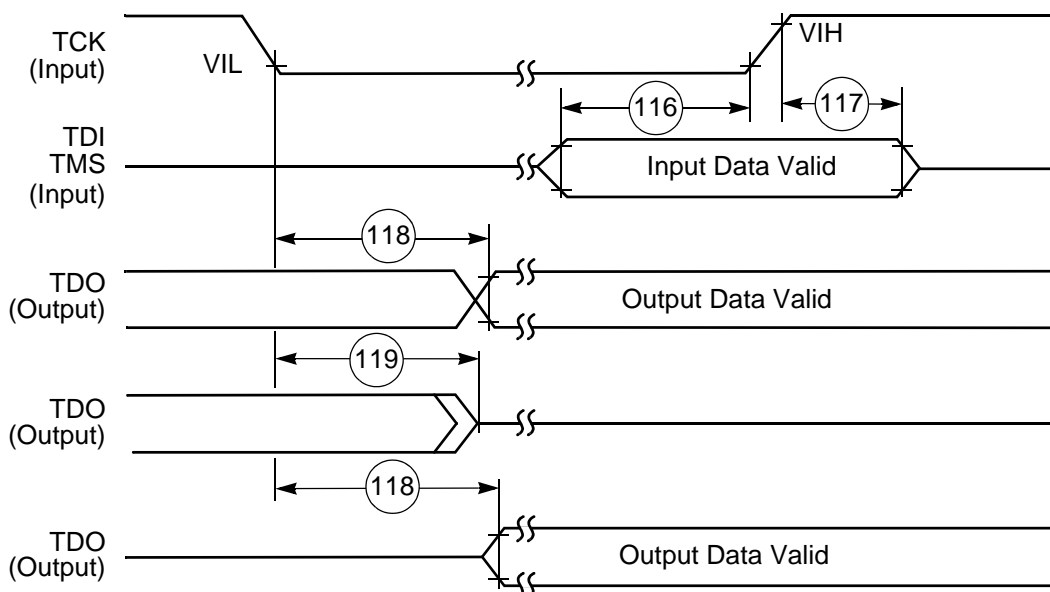 TCK
(Input)
VIL
VIH
116
117
TDI
TMS
(Input)
Input Data Valid
118
TDO
(Output)
Output Data Valid
119
TDO
(Output)
118
TDO
(Output)
Output Data Valid